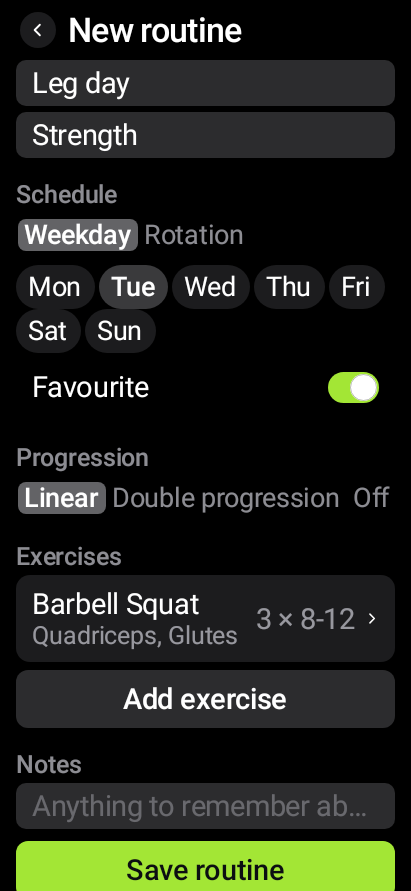 New routine
Leg day
Strength
Schedule
Weekday Rotation
Mon Tue Wed Thu Fri
Sat Sun
Favourite
Progression
Linear Double progression Off
Exercises
Barbell Squat
Quadriceps, Glutes
3 × 8-12
Add exercise
Notes
Anything to remember ab...
Save routine